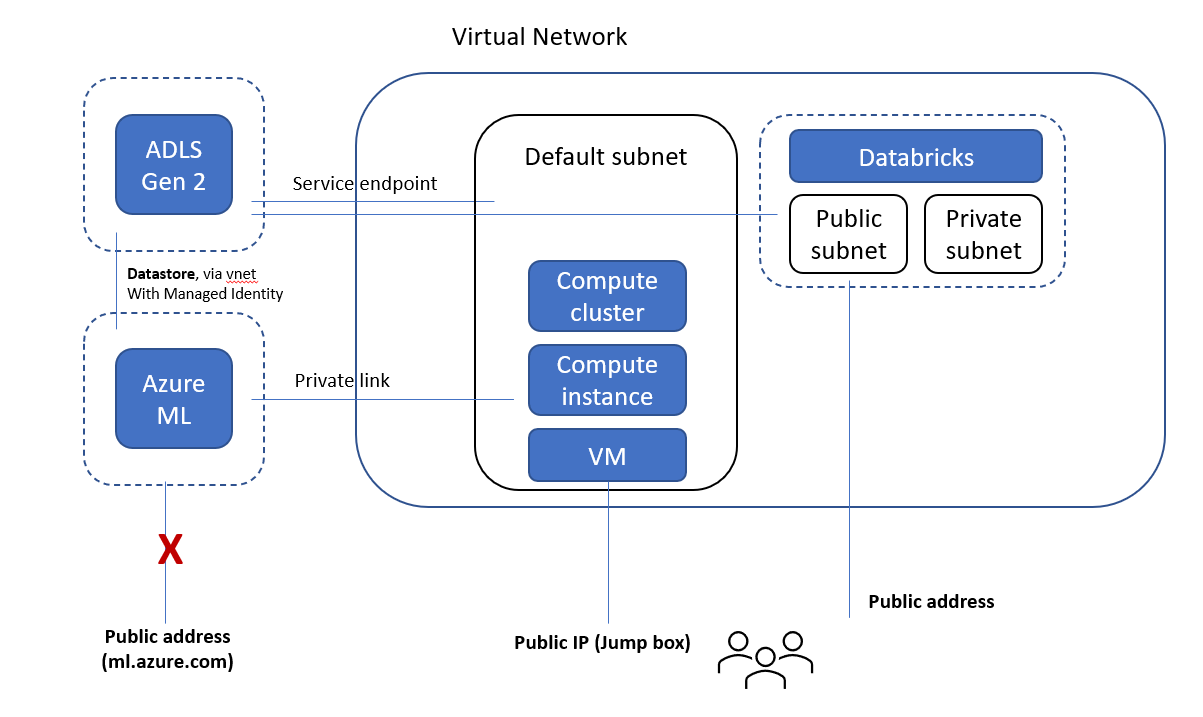 Virtual Network
ADLS
Gen 2
Default subnet
Databricks
Public
subnet
Private
subnet
Service endpoint
Datastore, via vnet
With Managed Identity
Compute
cluster
Azure
ML
Private link
Compute
instance
VM
X
Public address
(ml.azure.com)
Public IP (Jump box)
Public address